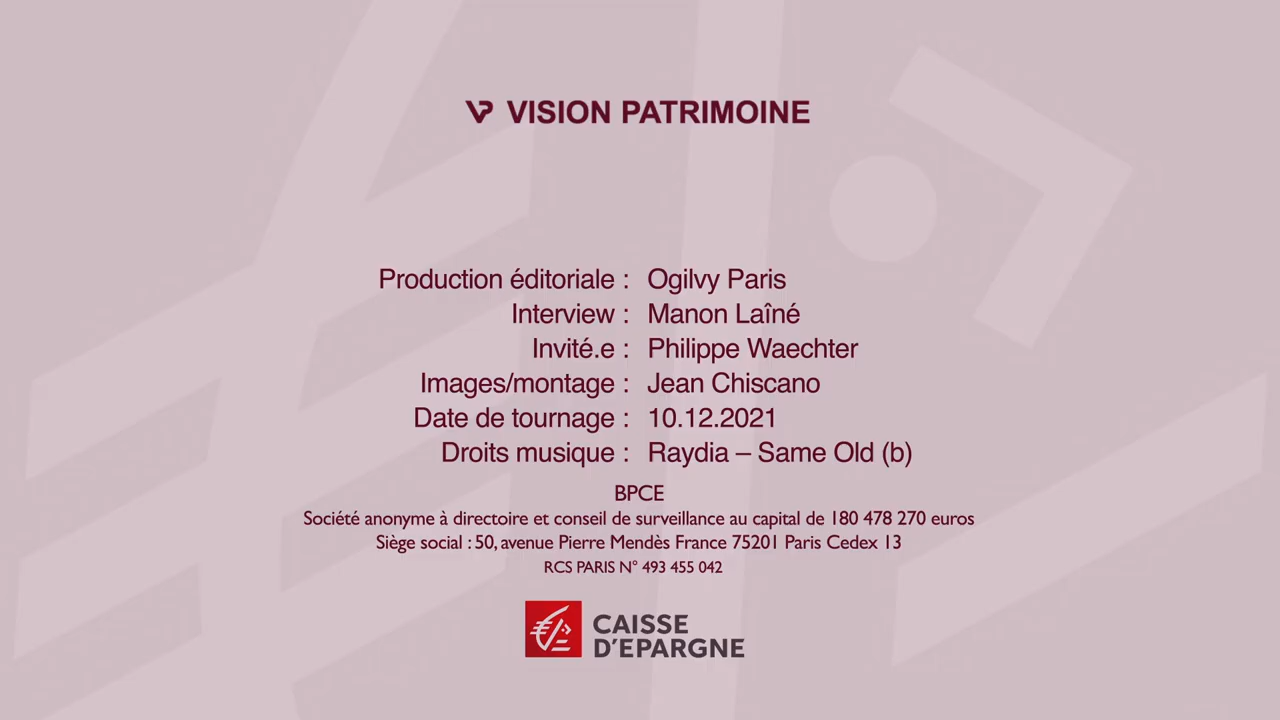 VP VISION PATRIMOINE
Production éditoriale : Ogilvy Paris
Interview : Manon Laîné
Invité.e : Philippe Waechter
Images/montage : Jean Chiscano
Date de tournage : 10.12.2021
Droits musique : Raydia – Same Old (b)
BPCE
Société anonyme à directoire et conseil de surveillance au capital de 180 478 270 euros
Siège social : 50, avenue Pierre Mendès France 75201 Paris Cedex 13
RCS PARIS N° 493 455 042
CAISSE
D'EPARGNE